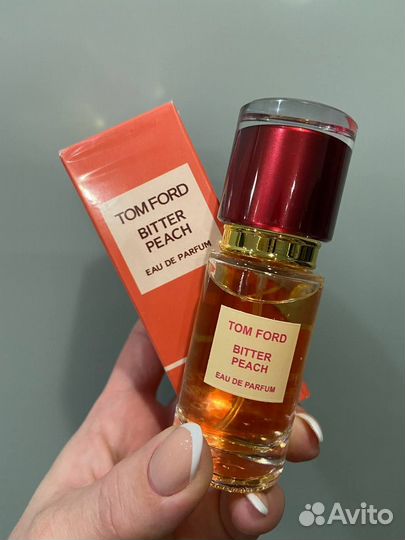 TOM FORD
BITTER
PEACH
EAU DE PARFUM
TOM FORD
BITTER
PEACH
EAU DE PARFUM
Avito